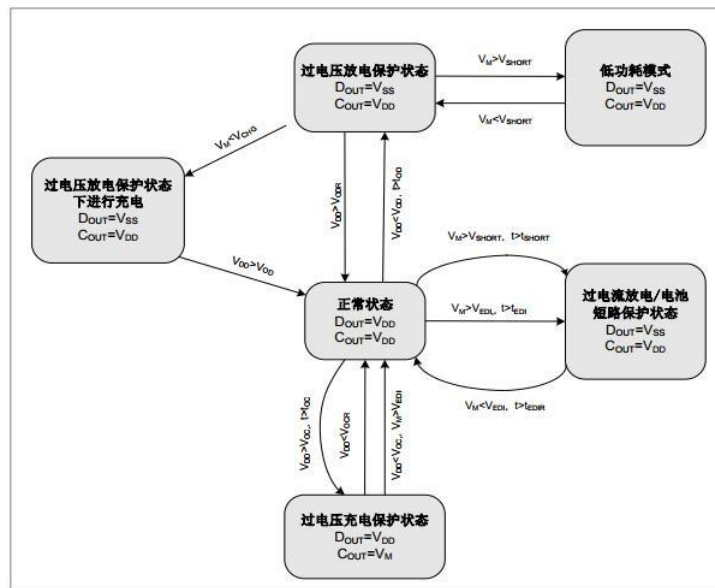 过电压放电保护状态
DOUT=VSS
COUT=VDD
VM>VSHORT
VM<VSHORT
低功耗模式
DOUT=VSS
COUT=VDD
VM<VCHG
过电压放电保护状态
下进行充电
DOUT=VSS
COUT=VDD
VDD>VOD
VDD>VODR
VDD<VOD, t>tOD
正常状态
DOUT=VDD
COUT=VDD
VM>VSHORT, t>tSHORT
VM>VEDI, t>tEDI
VM<VEDI, t>tEDIR
过电流放电/电池
短路保护状态
DOUT=VSS
COUT=VDD
VDD>VOC, t>tOC
VDD<VOCR
VDD<VOC, VM>VEDI
过电压充电保护状态
DOUT=VDD
COUT=VM